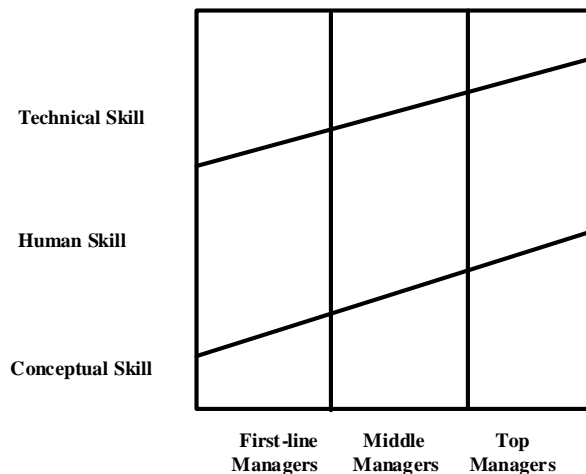 Technical Skill
Human Skill
Conceptual Skill
First-line Managers
Middle Managers
Top Managers